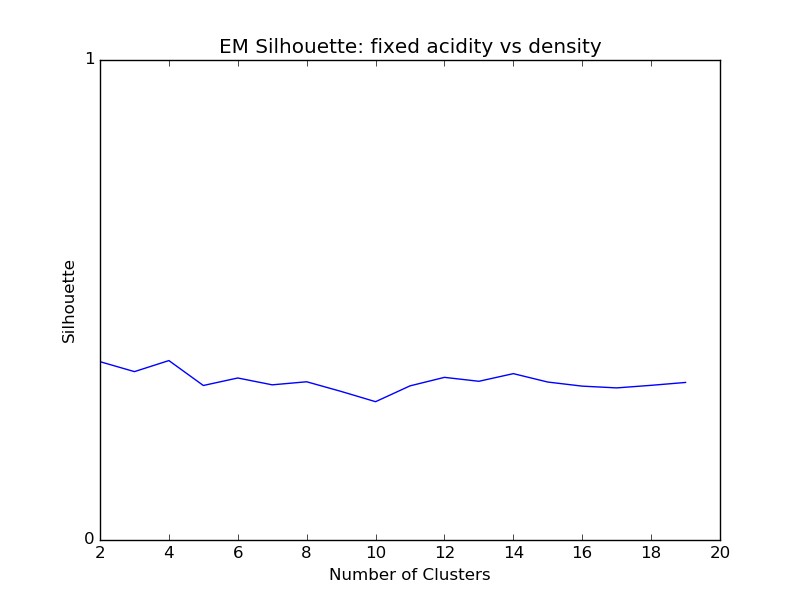 EM Silhouette: fixed acidity vs density
1
Silhouette
0
2 4 6 8 10 12 14 16 18 20
Number of Clusters